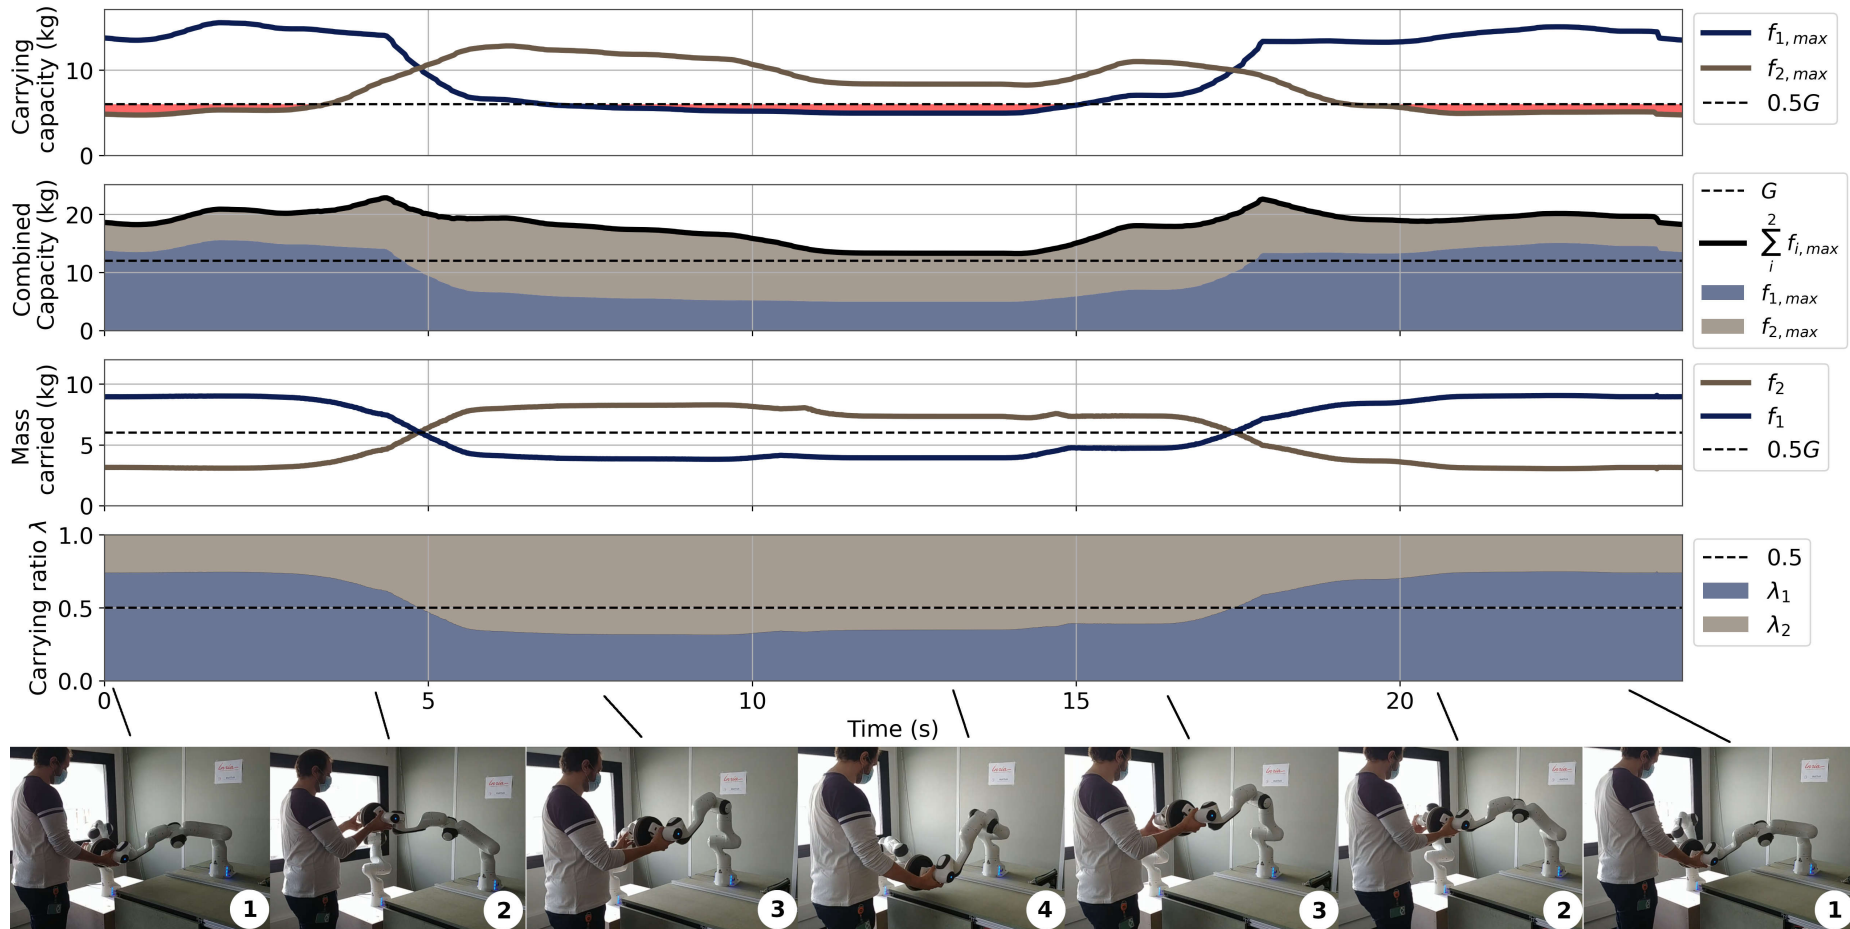 Carrying
capacity (kg)
10
0
f1,max
f2,max
0.5G
Combined
Capacity (kg)
20
10
0
G
2
∑ fi,max
i
f1,max
f2,max
Mass
carried (kg)
10
5
0
f2
f1
0.5G
Carrying ratio λ
1.0
0.5
0.0
0.5
λ1
λ2
0 5 10 15 20
Time (s)
1 2 3 4 3 2 1